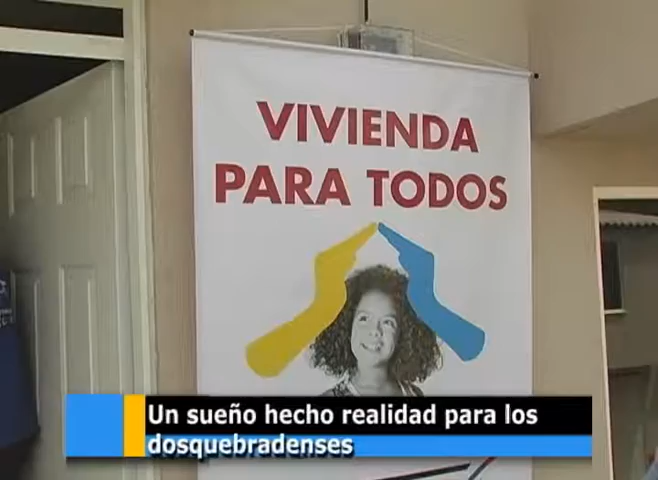 VIVIENDA
PARA TODOS
Un sueño hecho realidad para los
dosquebradenses